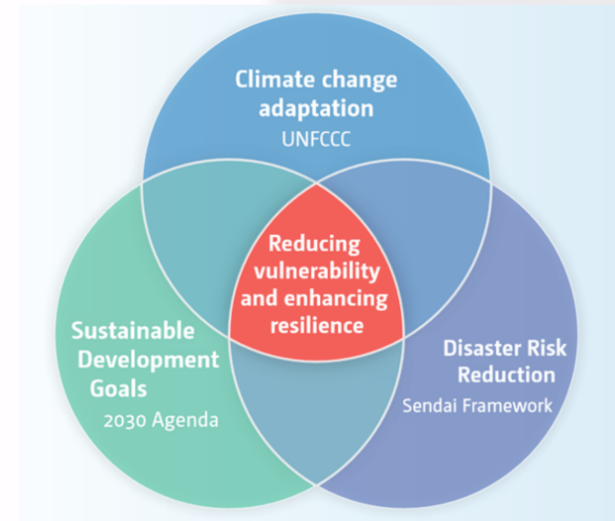 Climate change
adaptation
UNFCCC
Reducing
vulnerability
and enhancing
resilience
Sustainable
Development
Goals
2030 Agenda
Disaster Risk
Reduction
Sendai Framework